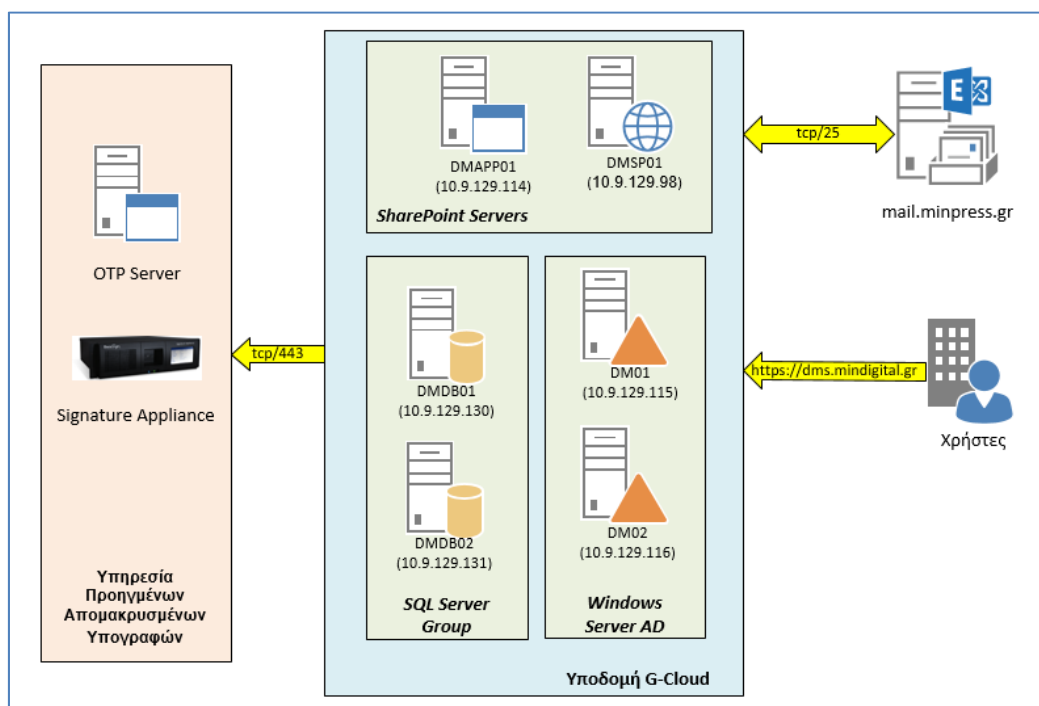 OTP Server
Signature Appliance
Υπηρεσία
Προηγμένων
Απομακρυσμένων
Υπογραφών
tcp/443
DMAPP01
(10.9.129.114)
DMSP01
(10.9.129.98)
SharePoint Servers
DMDB01
(10.9.129.130)
DMDB02
(10.9.129.131)
SQL Server
Group
DM01
(10.9.129.115)
DM02
(10.9.129.116)
Windows
Server AD
Υποδομή G-Cloud
tcp/25
E
mail.minpress.gr
https://dms.mindigital.gr
Χρήστες